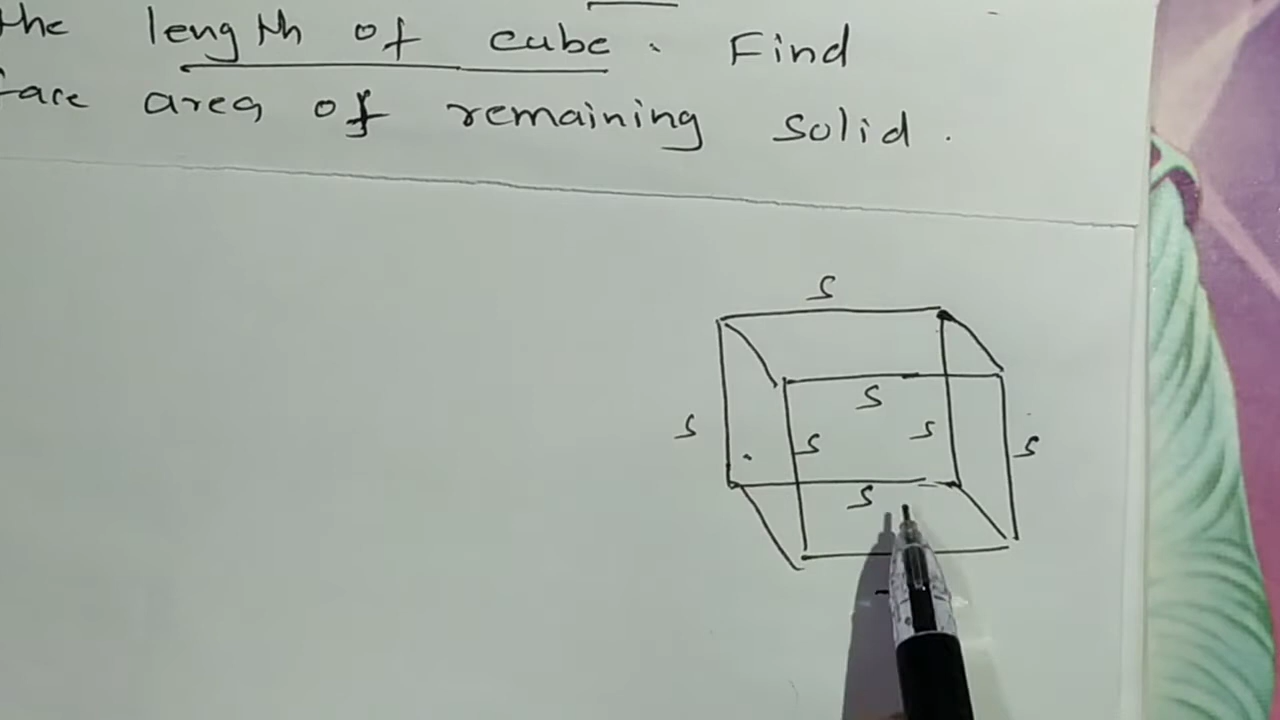 the length of cube. Find
face area of remaining solid.
S
S
S
S
S
S
S